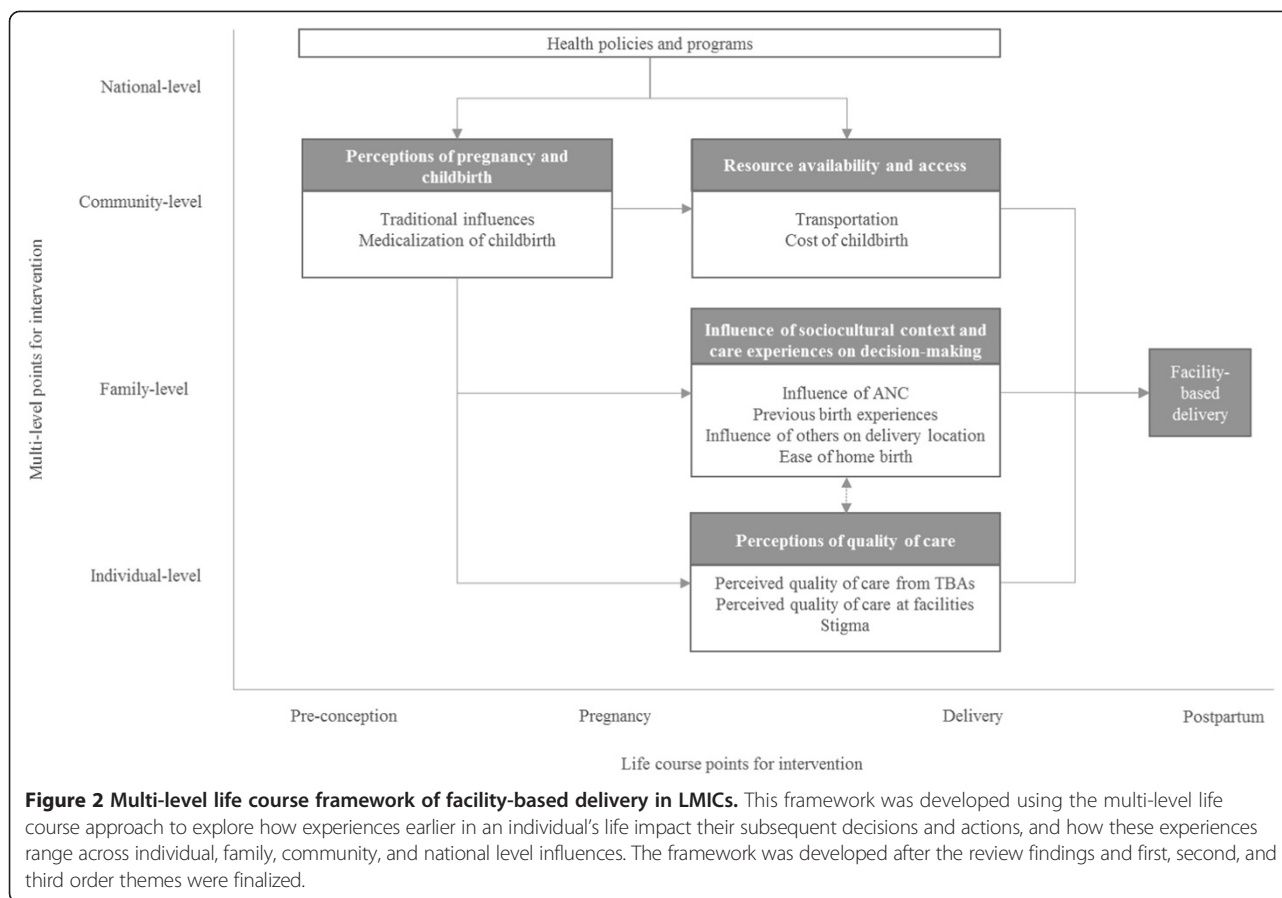 Health policies and programs
National-level
Perceptions of pregnancy and
childbirth
Resource availability and access
Community-level
Traditional influences
Medicalization of childbirth
Transportation
Cost of childbirth
Multi-level points for intervention
Influence of sociocultural context and
care experiences on decision-making
Family-level
Influence of ANC
Previous birth experiences
Influence of others on delivery location
Ease of home birth
Facility-
based
delivery
Perceptions of quality of care
Individual-level
Perceived quality of care from TBAs
Perceived quality of care at facilities
Stigma
Pre-conception
Pregnancy
Delivery
Postpartum
Life course points for intervention
Figure 2 Multi-level life course framework of facility-based delivery in LMICs. This framework was developed using the multi-level life
course approach to explore how experiences earlier in an individual's life impact their subsequent decisions and actions, and how these experiences
range across individual, family, community, and national level influences. The framework was developed after the review findings and first, second, and
third order themes were finalized.